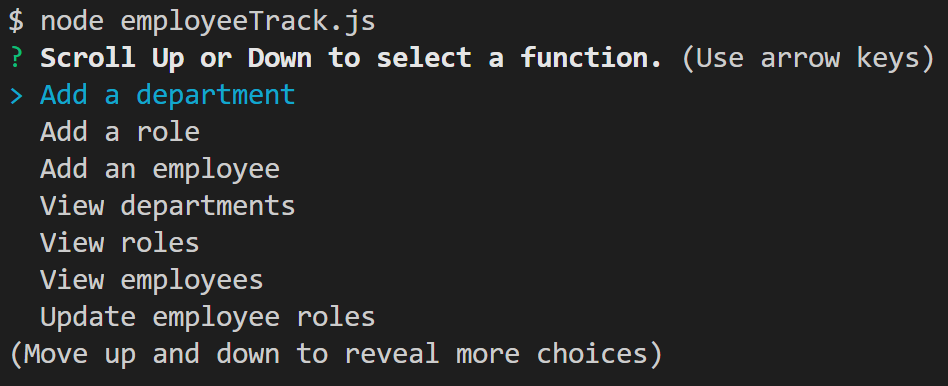 $ node employeeTrack.js
? Scroll Up or Down to select a function. (Use arrow keys)
> Add a department
Add a role
Add an employee
View departments
View roles
View employees
Update employee roles
(Move up and down to reveal more choices)